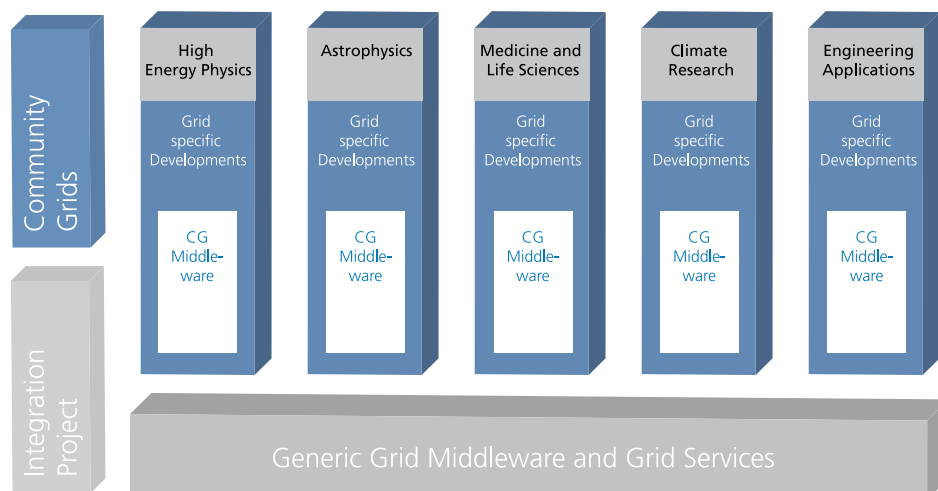 Community
Grids
Integration
Project
High
Energy Physics
Grid
specific
Developments
CG
Middle-
ware
Astrophysics
Grid
specific
Developments
CG
Middle-
ware
Medicine and
Life Sciences
Grid
specific
Developments
CG
Middle-
ware
Climate
Research
Grid
specific
Developments
CG
Middle-
ware
Engineering
Applications
Grid
specific
Developments
CG
Middle-
ware
Generic Grid Middleware and Grid Services